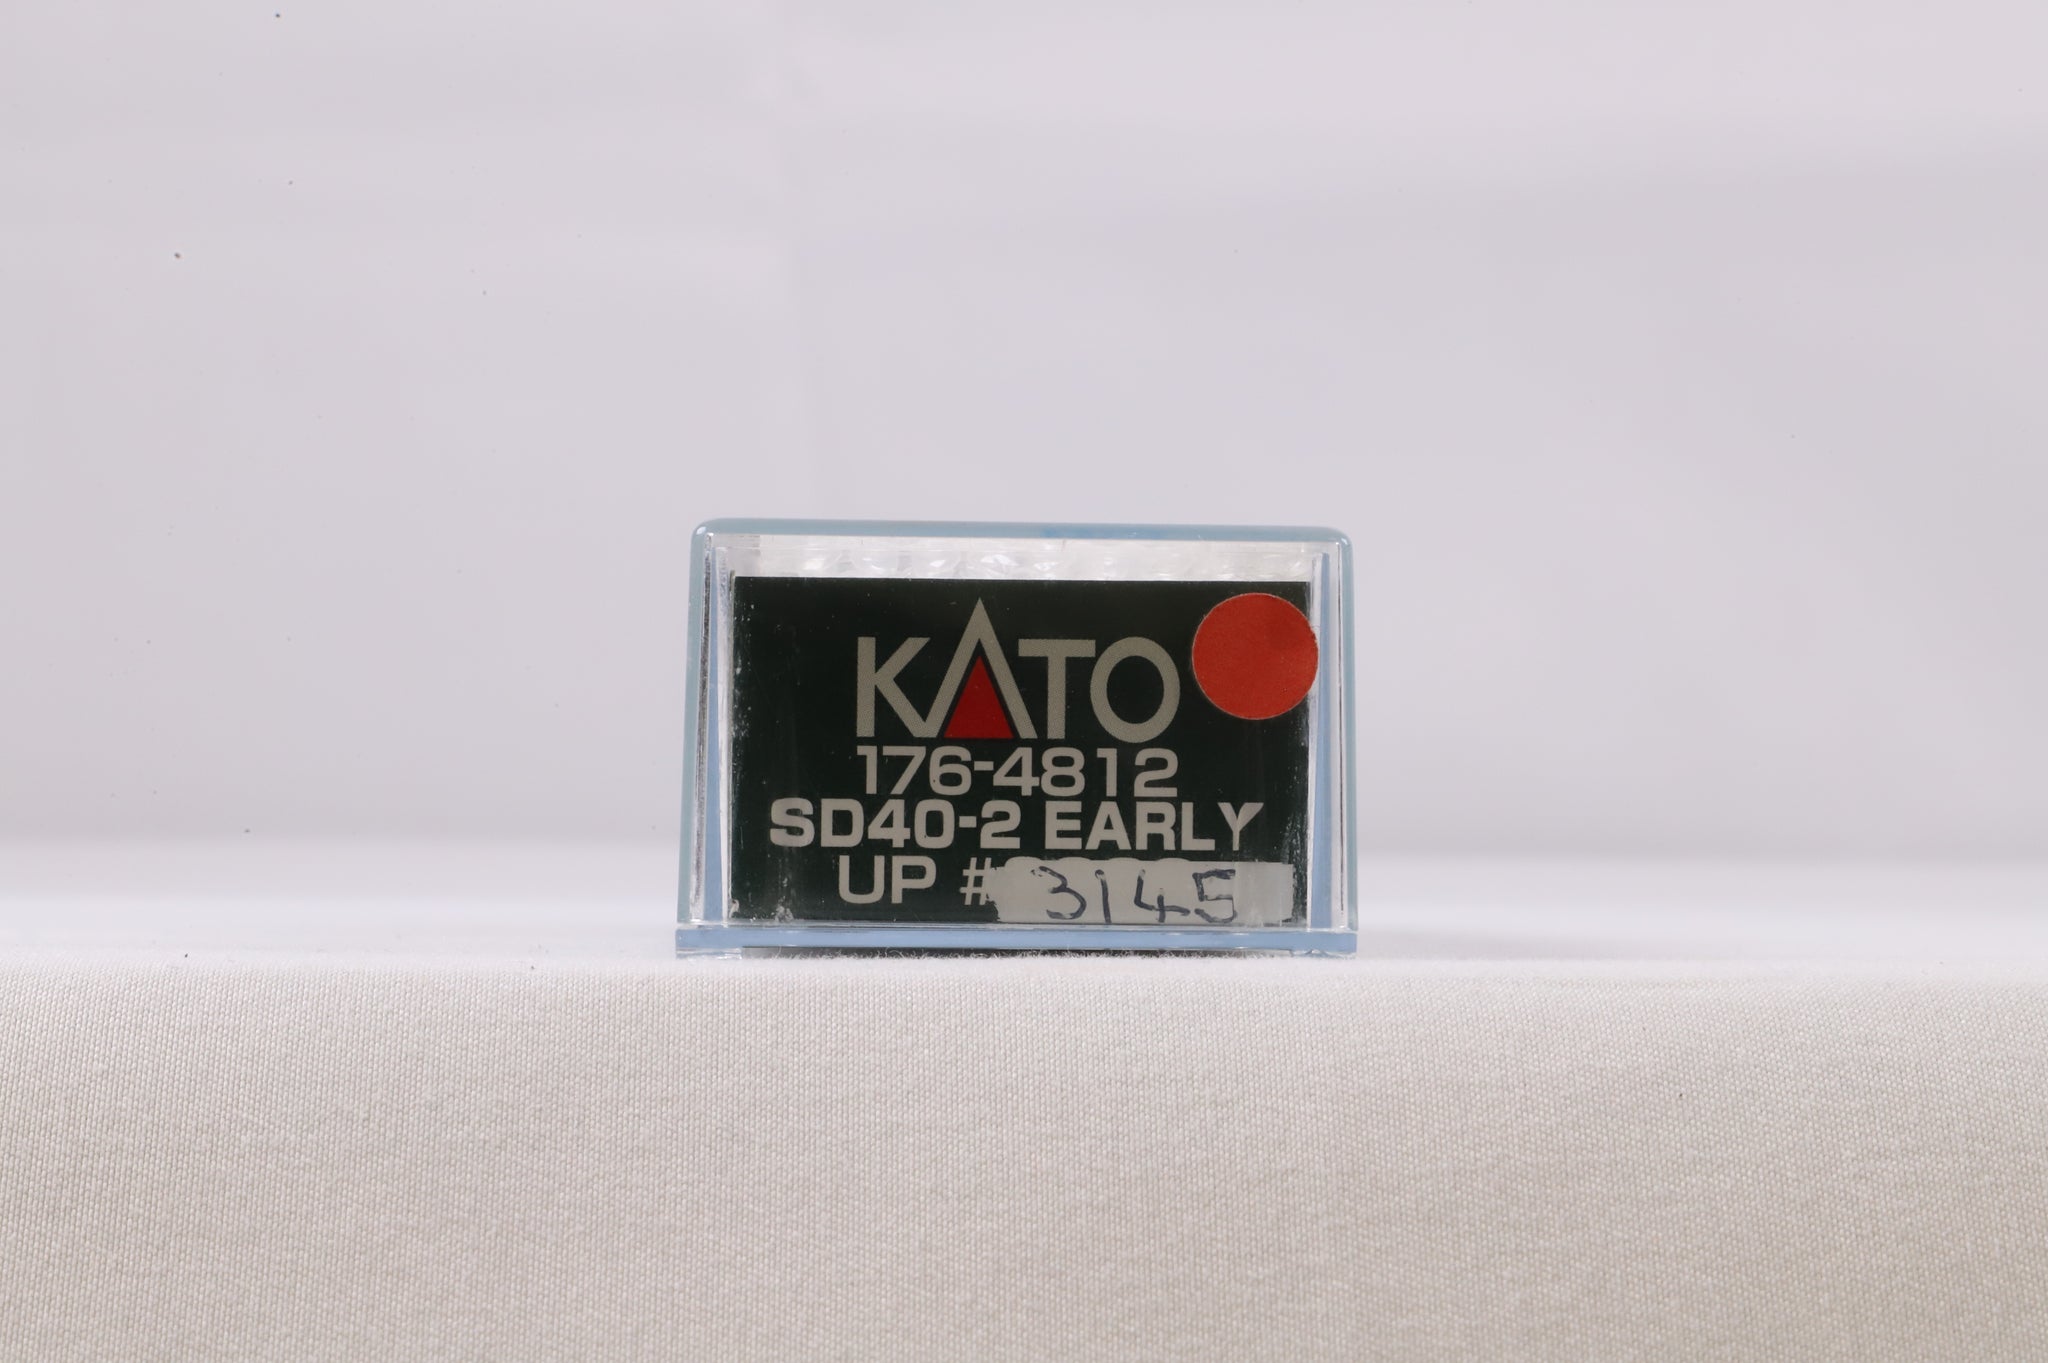 KATO
176-4812
SD40-2 EARLY
UP #3145